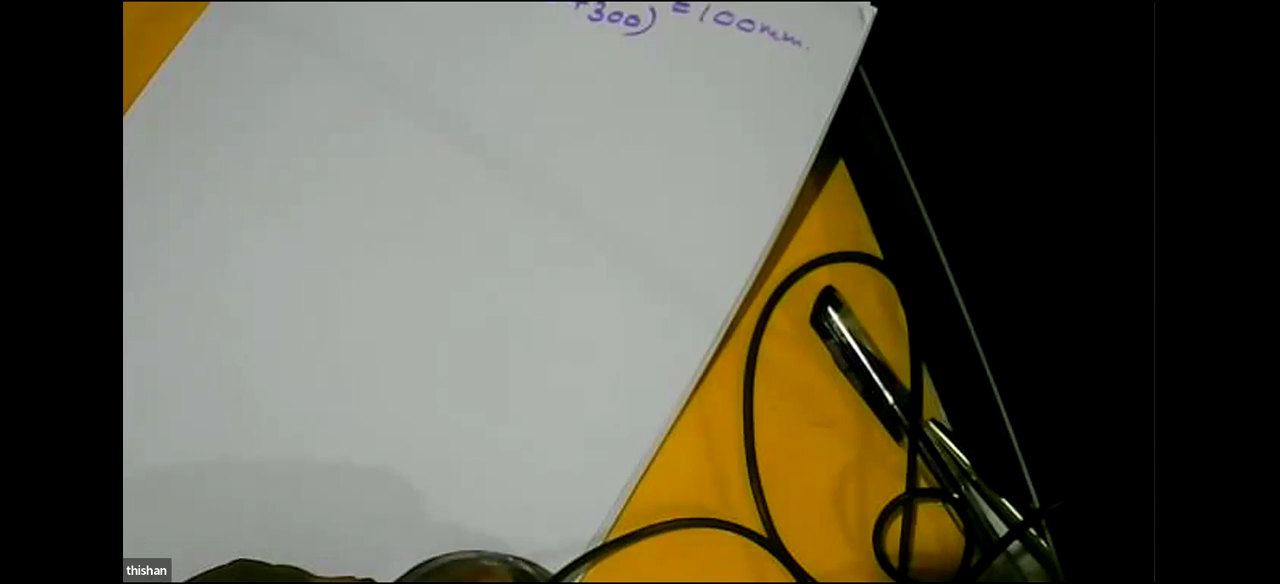 +300) = 100mm.
thishan